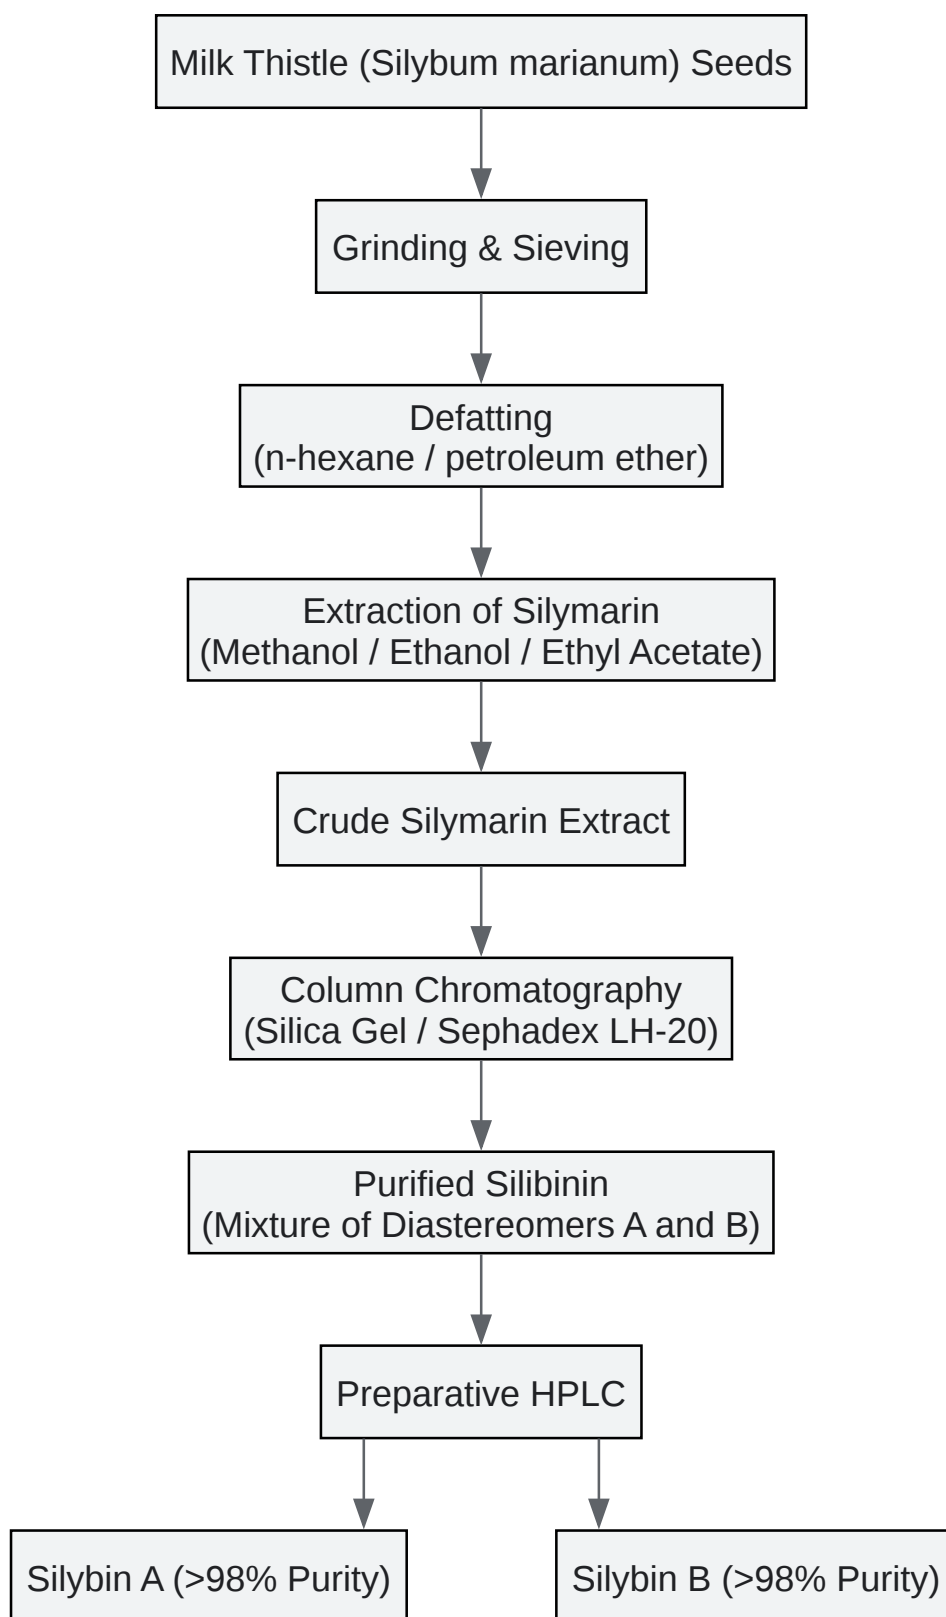 Milk Thistle (Silybum marianum) Seeds
Grinding & Sieving
Defatting
(n-hexane / petroleum ether)
Extraction of Silymarin
(Methanol / Ethanol / Ethyl Acetate)
Crude Silymarin Extract
Column Chromatography
(Silica Gel / Sephadex LH-20)
Purified Silibinin
(Mixture of Diastereomers A and B)
Preparative HPLC
Silybin A (>98% Purity)
Silybin B (>98% Purity)